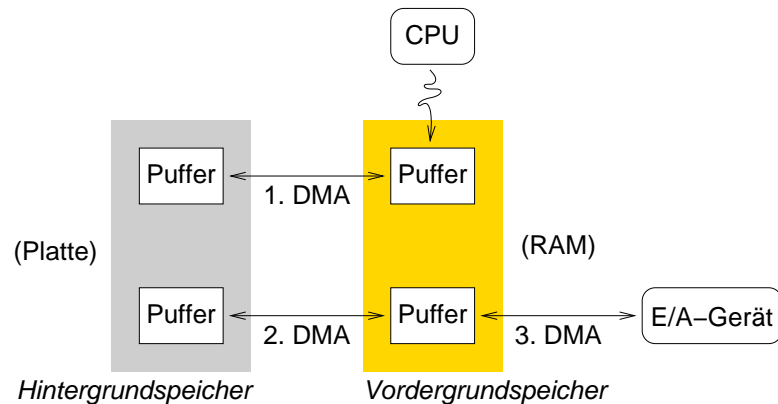 CPU
Puffer
Puffer
1. DMA
(Platte)
(RAM)
Puffer
Puffer
E/A−Gerät
2. DMA
3. DMA
Hintergrundspeicher
Vordergrundspeicher